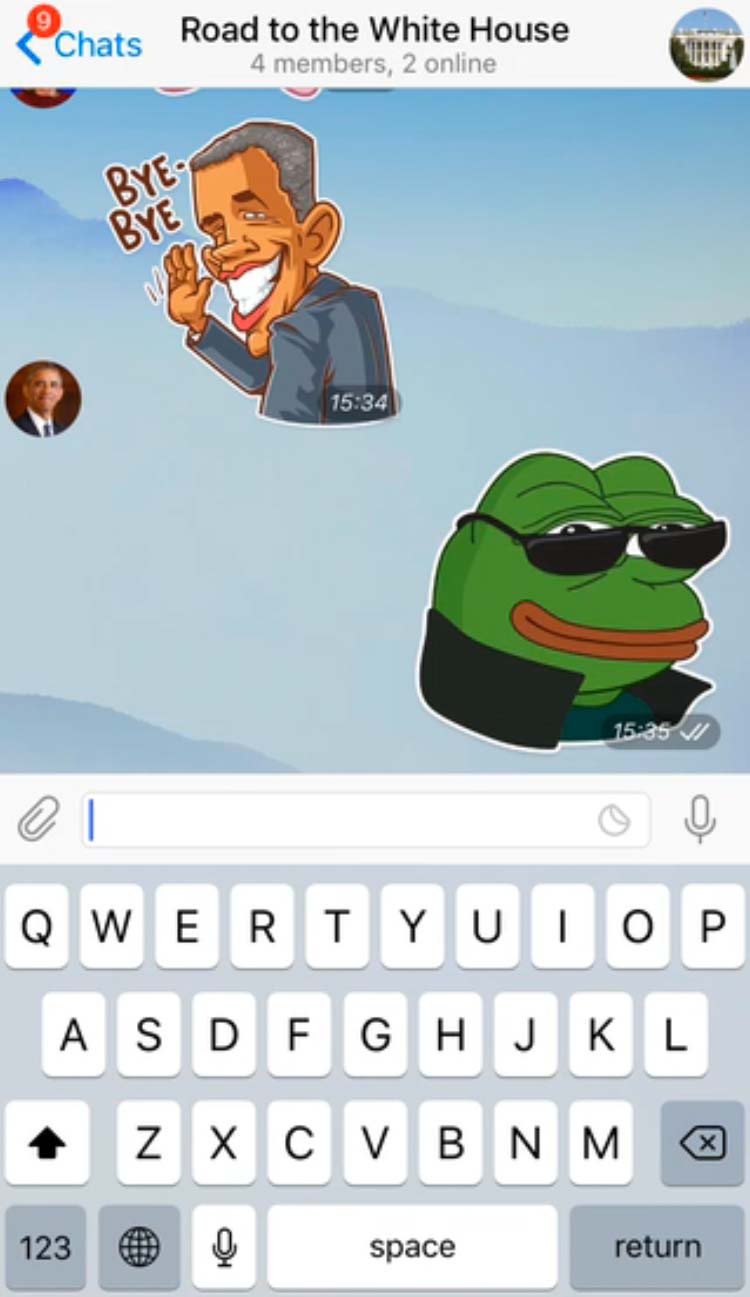 9
Chats
Road to the White House
4 members, 2 online
BYE-
BYE
15:34
15:35
Q W E R T Y U I O P
A S D F G H J K L
Z X C V B N M
123 space return